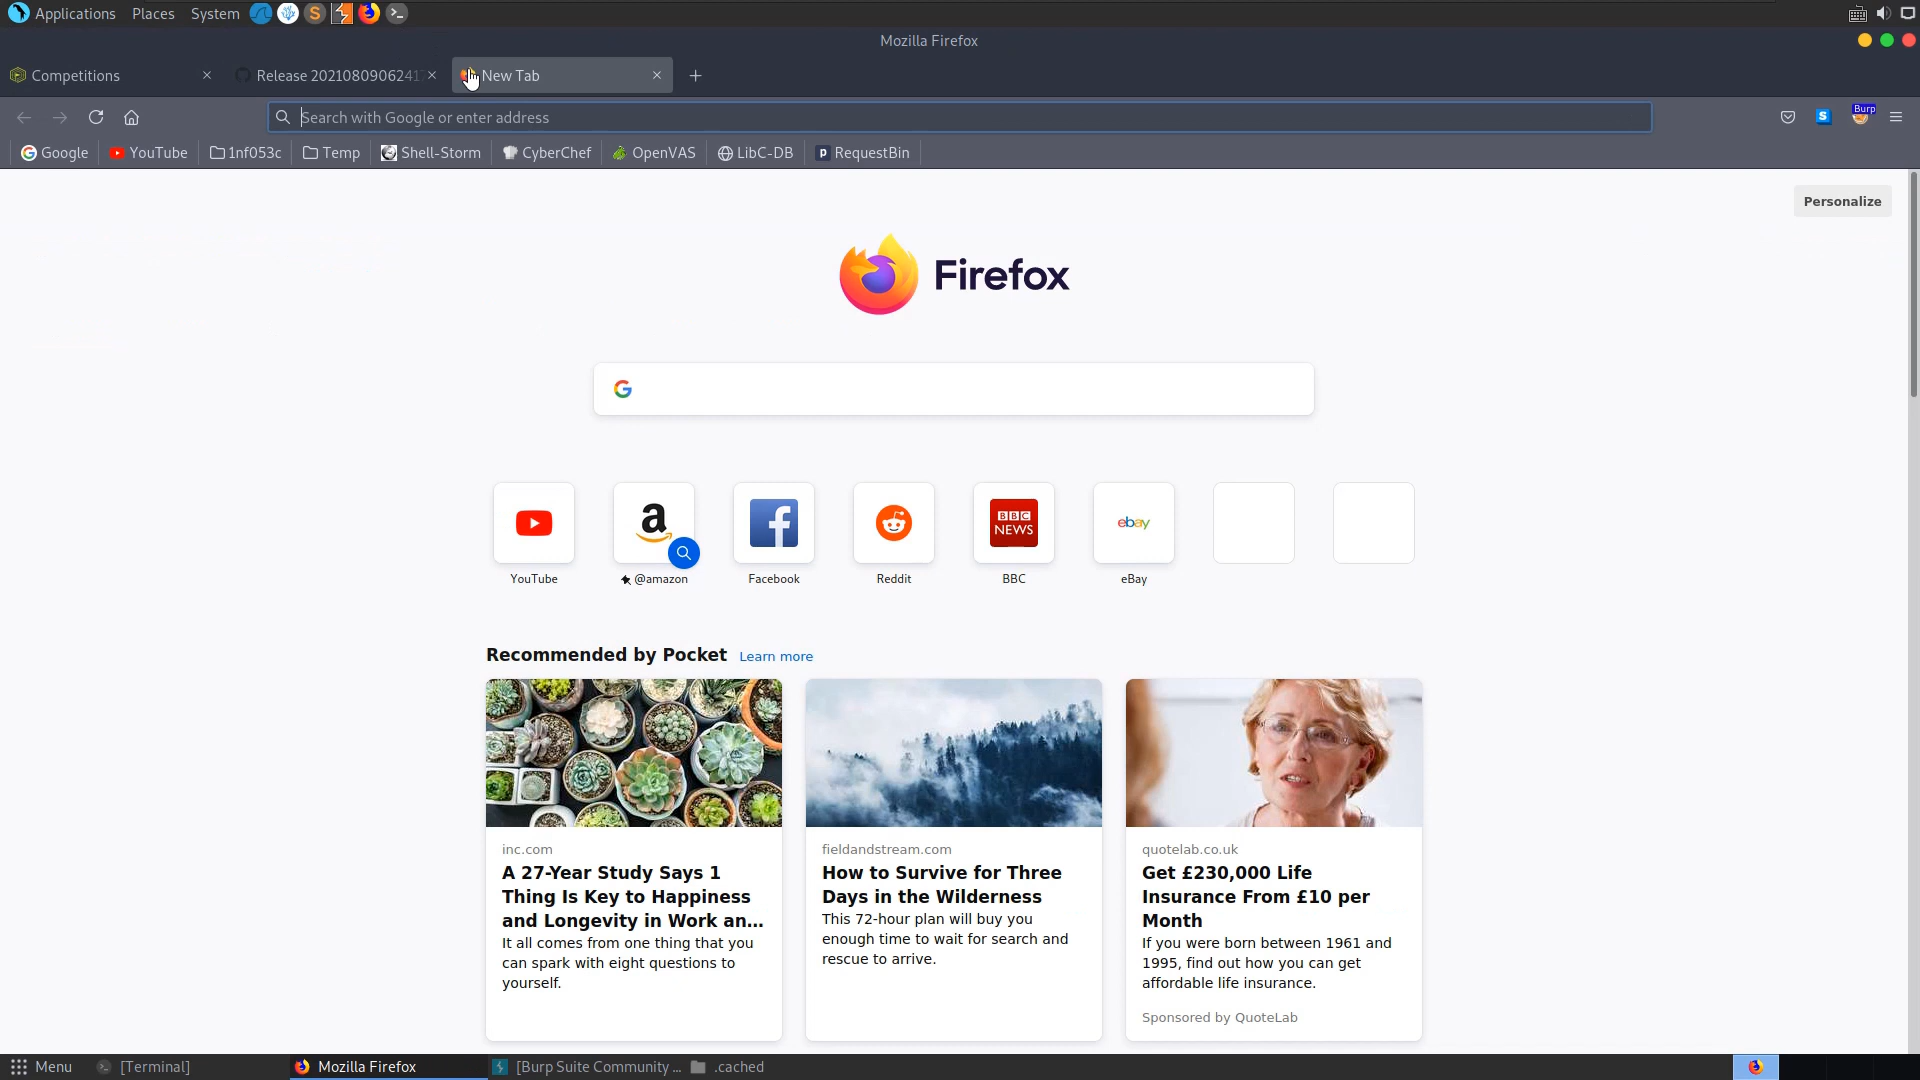 Applications Places System
Mozilla Firefox
Competitions
Release 2021080906241
New Tab
Search with Google or enter address
Burp
Google
YouTube
1nf053c
Temp
Shell-Storm
CyberChef
OpenVAS
LibC-DB
RequestBin
Personalize
Firefox
BBC
NEWS
ebay
YouTube
@amazon
Facebook
Reddit
BBC
eBay
Recommended by Pocket Learn more
inc.com
A 27-Year Study Says 1
Thing Is Key to Happiness
and Longevity in Work an...
It all comes from one thing that you
can spark with eight questions to
yourself.
fieldandstream.com
How to Survive for Three
Days in the Wilderness
This 72-hour plan will buy you
enough time to wait for search and
rescue to arrive.
quotelab.co.uk
Get £230,000 Life
Insurance From £10 per
Month
If you were born between 1961 and
1995, find out how you can get
affordable life insurance.
Sponsored by QuoteLab
Menu
[Terminal]
Mozilla Firefox
[Burp Suite Community ...
.cached